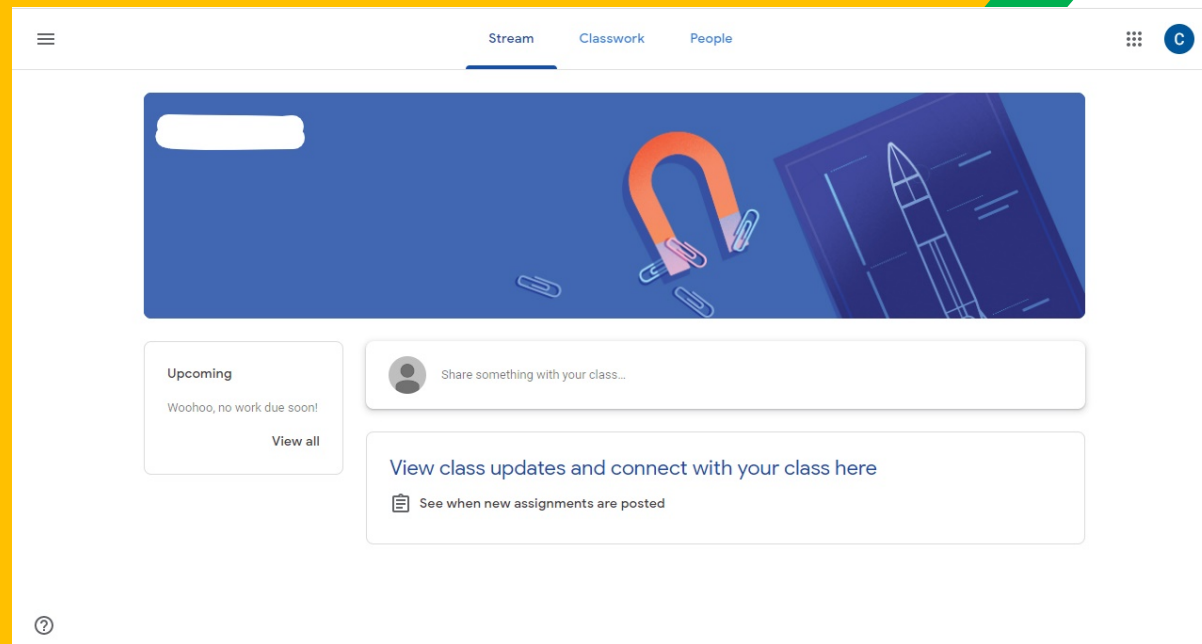 Stream Classwork People
C
Upcoming
Woohoo, no work due soon!
View all
Share something with your class...
View class updates and connect with your class here
See when new assignments are posted